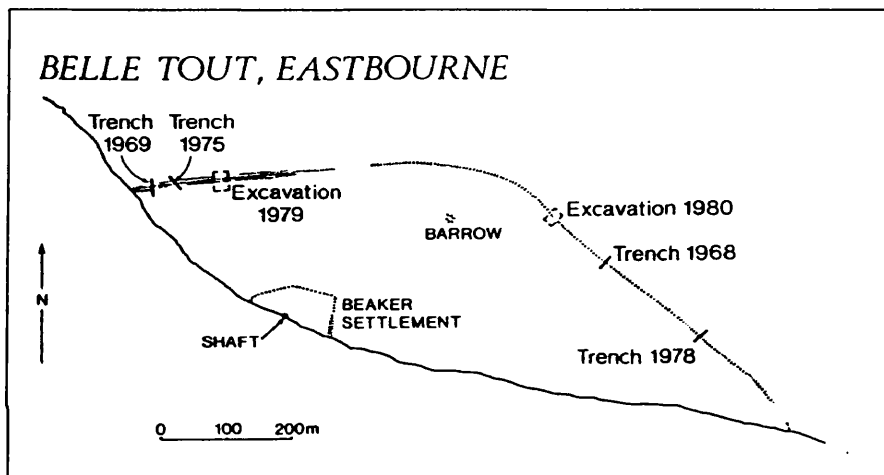 BELLE TOUT, EASTBOURNE
Trench
1969
Trench
1975
Excavation
1979
Excavation 1980
BARROW
Trench 1968
N
BEAKER
SETTLEMENT
SHAFT
Trench 1978
0 100 200m